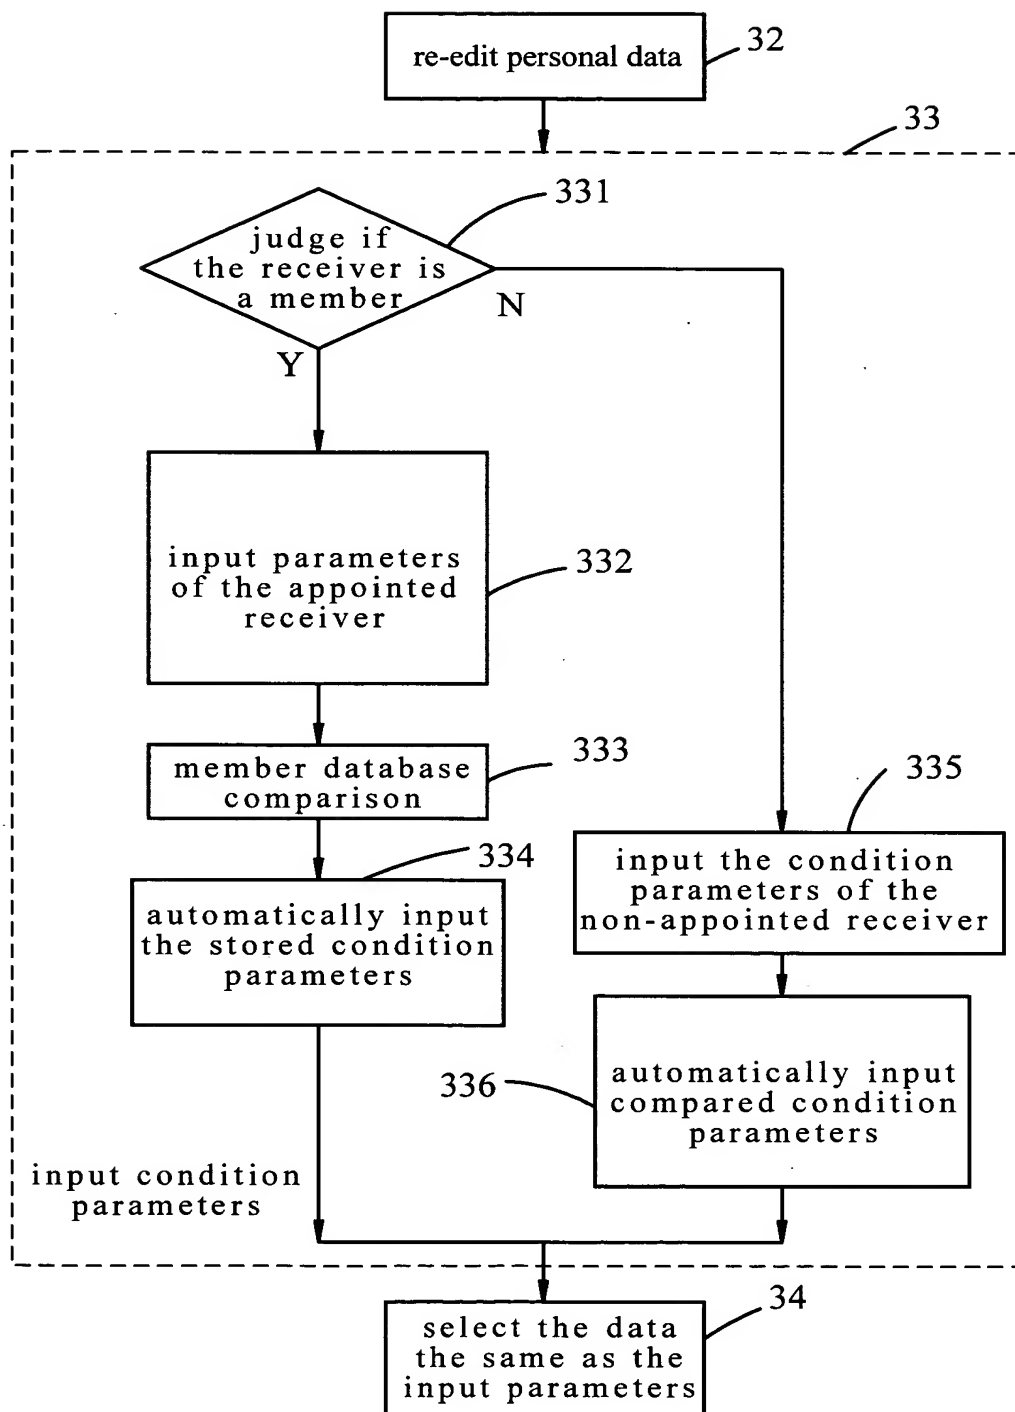 re-edit personal data
32
33
331
judge if
the receiver is
a member
N
Y
input parameters
of the appointed
receiver
332
member database
comparison
333
334
automatically input
the stored condition
parameters
335
input the condition
parameters of the
non-appointed receiver
336
automatically input
compared condition
parameters
input condition
parameters
34
select the data
the same as the
input parameters